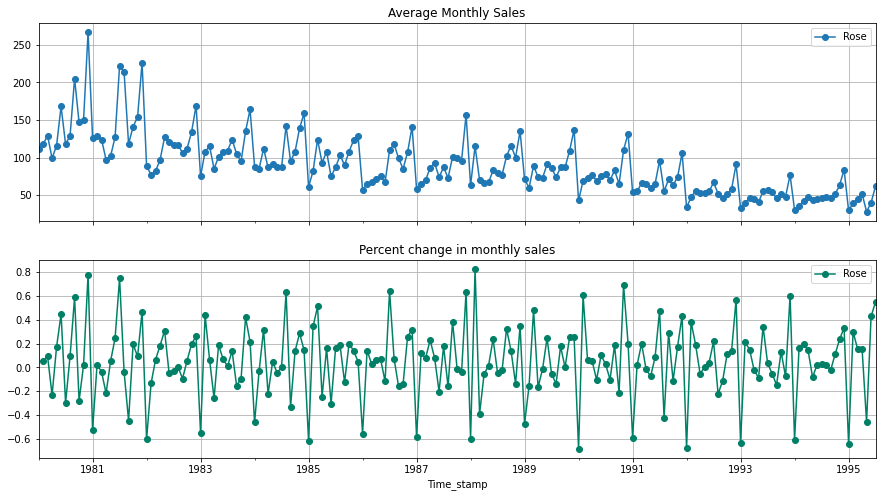 Average Monthly Sales
Rose
250
200
150
100
50
Percent change in monthly sales
Rose
0.8
0.6
0.4
0.2
0.0
−0.2
−0.4
−0.6
1981 1983 1985 1987 1989 1991 1993 1995
Time_stamp